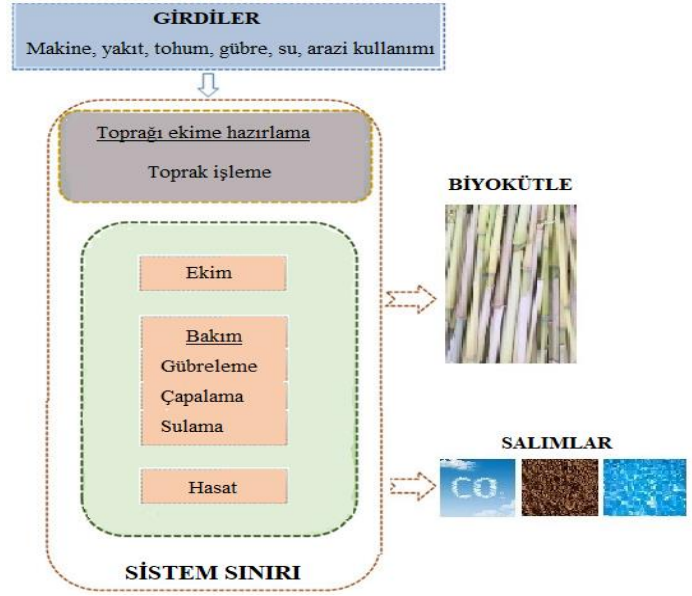 GİRDİLER
Makine, yakıt, tohum, gübre, su, arazi kullanımı
Toprağı ekime hazırlama
Toprak işleme
BİYOKÜTLE
Ekim
Bakım
Gübreleme
Çapalama
Sulama
SALIMLAR
CO₂
Hasat
SİSTEM SINIRI